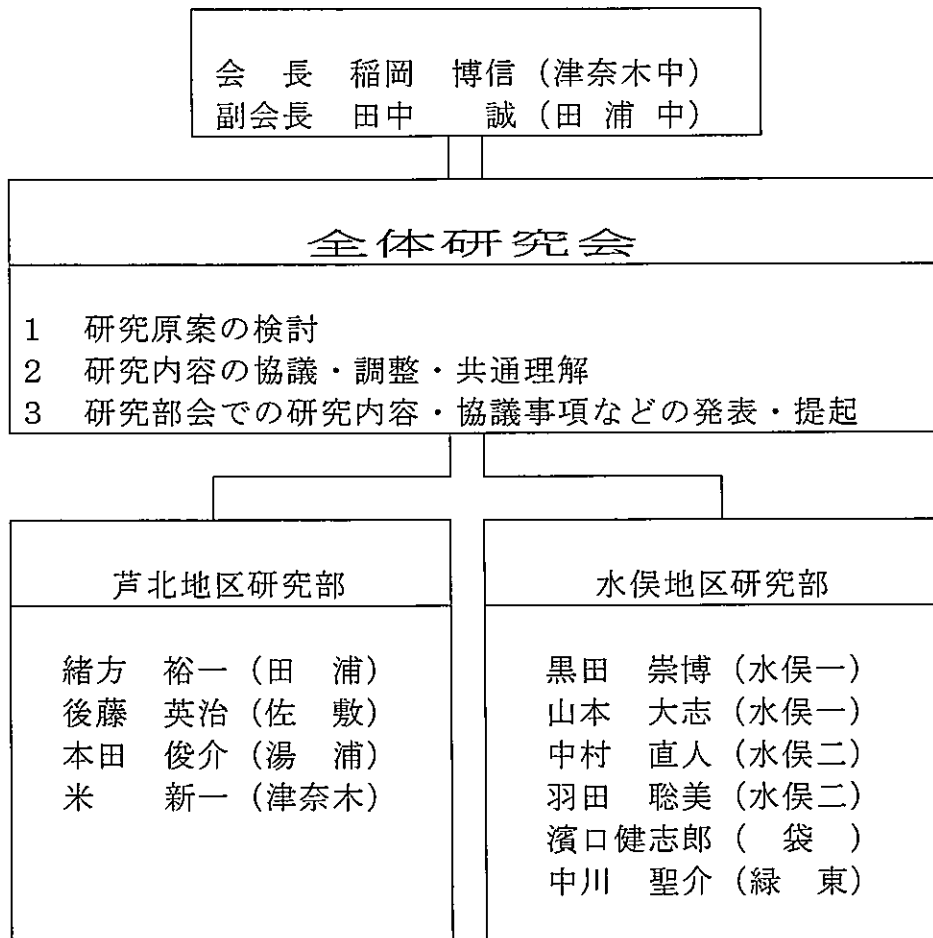 会　長　稲岡　博信（津奈木中）
副会長　田中　　誠（田 浦 中）
全体研究会
1　研究原案の検討
2　研究内容の協議・調整・共通理解
3　研究部会での研究内容・協議事項などの発表・提起
芦北地区研究部
緒方　裕一（田　浦）
後藤　英治（佐　敷）
本田　俊介（湯　浦）
米　　新一（津奈木）
水俣地区研究部
黒田　崇博（水俣一）
山本　大志（水俣一）
中村　直人（水俣二）
羽田　聡美（水俣二）
濱口健志郎（　袋　）
中川　聖介（緑　東）